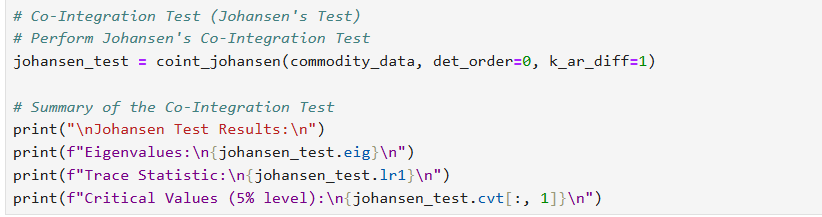 # Co-Integration Test (Johansen's Test)
# Perform Johansen's Co-Integration Test
johansen_test = coint_johansen(commodity_data, det_order=0, k_ar_diff=1)
# Summary of the Co-Integration Test
print("\nJohansen Test Results:\n")
print(f"Eigenvalues:\n{johansen_test.eig}\n")
print(f"Trace Statistic:\n{johansen_test.lr1}\n")
print(f"Critical Values (5% level):\n{johansen_test.cvt[:, 1]}\n")